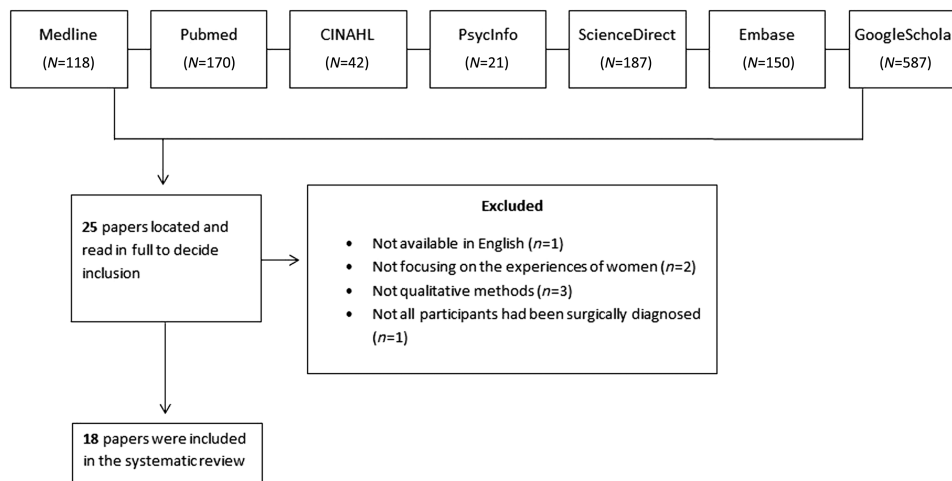 Medline Pubmed CINAHL PsycInfo ScienceDirect Embase GoogleScholar
(N=118) (N=170) (N=42) (N=21) (N=187) (N=150) (N=587)
25 papers located and
read in full to decide
inclusion
Excluded
• Not available in English (n=1)
• Not focusing on the experiences of women (n=2)
• Not qualitative methods (n=3)
• Not all participants had been surgically diagnosed
(n=1)
18 papers were included
in the systematic review